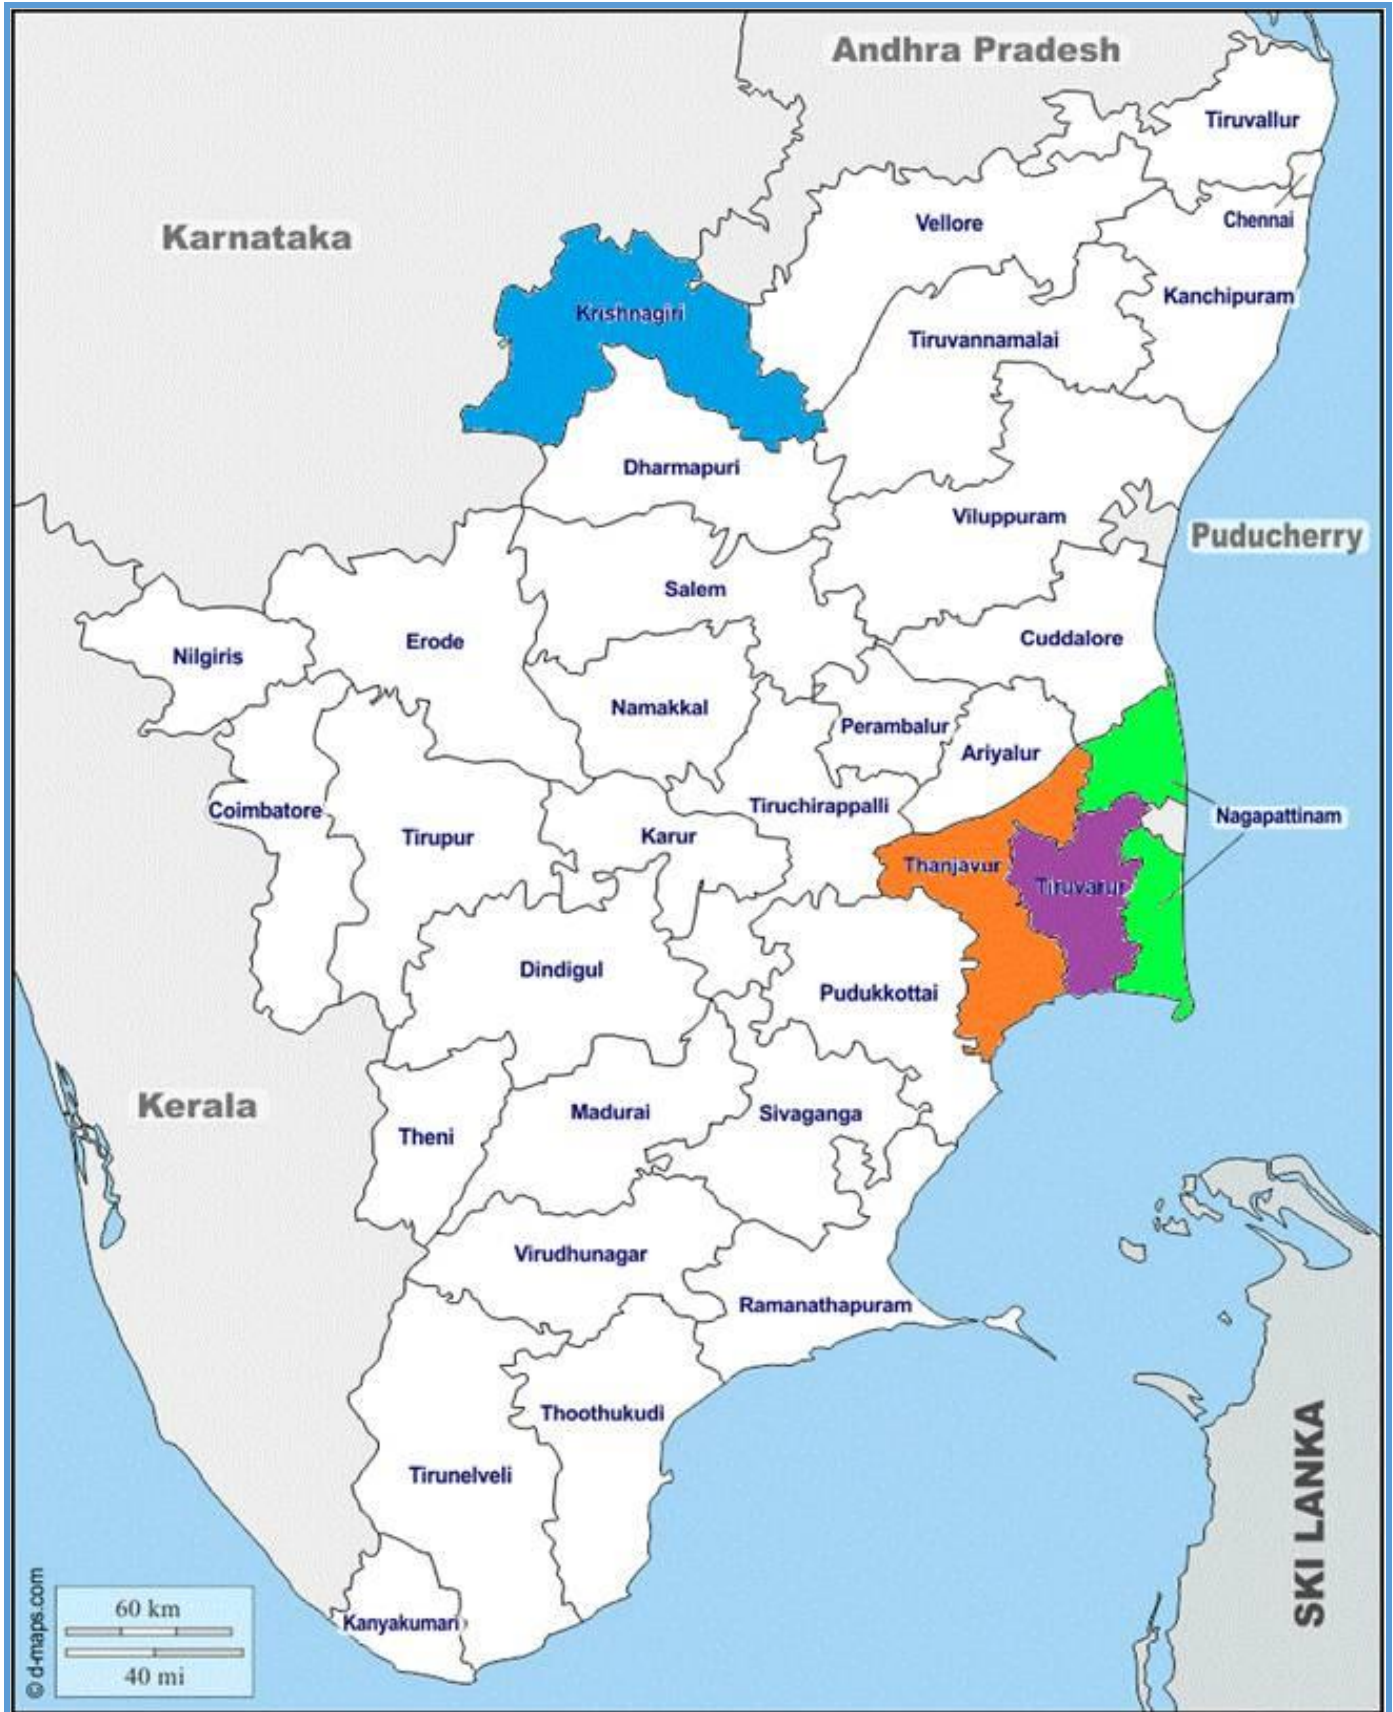 Andhra Pradesh
Tiruvallur
Karnataka
Vellore
Chennai
Krishnagiri
Kanchipuram
Tiruvannamalai
Dharmapuri
Viluppuram
Puducherry
Salem
Cuddalore
Erode
Nilgiris
Namakkal
Perambalur
Ariyalur
Coimbatore
Tiruchirappalli
Nagapattinam
Tirupur
Karur
Thanjavur
Tiruvarur
Dindigul
Pudukkottai
Kerala
Madurai
Sivaganga
Theni
Virudhunagar
Ramanathapuram
Thoothukudi
Tirunelveli
SKI LANKA
Kanyakumari
60 km
40 mi
© d-maps.com